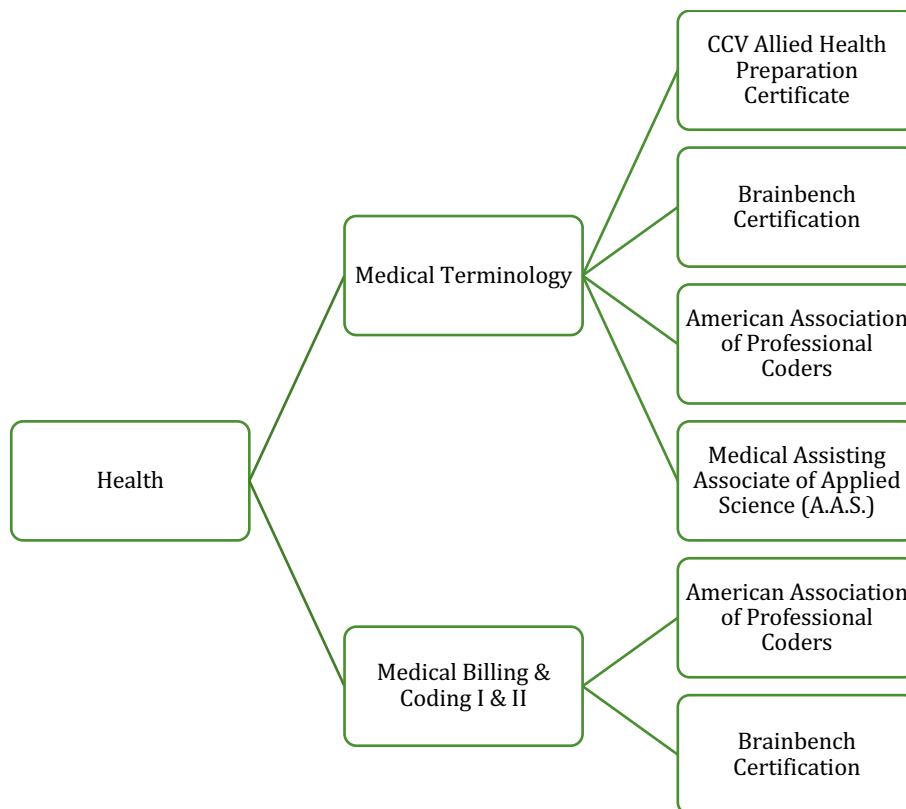 CCV Allied Health
Preparation
Certificate
Brainbench
Certification
Medical Terminology
American Association
of Professional
Coders
Health
Medical Assisting
Associate of Applied
Science (A.A.S.)
American Association
of Professional
Coders
Medical Billing &
Coding I & II
Brainbench
Certification